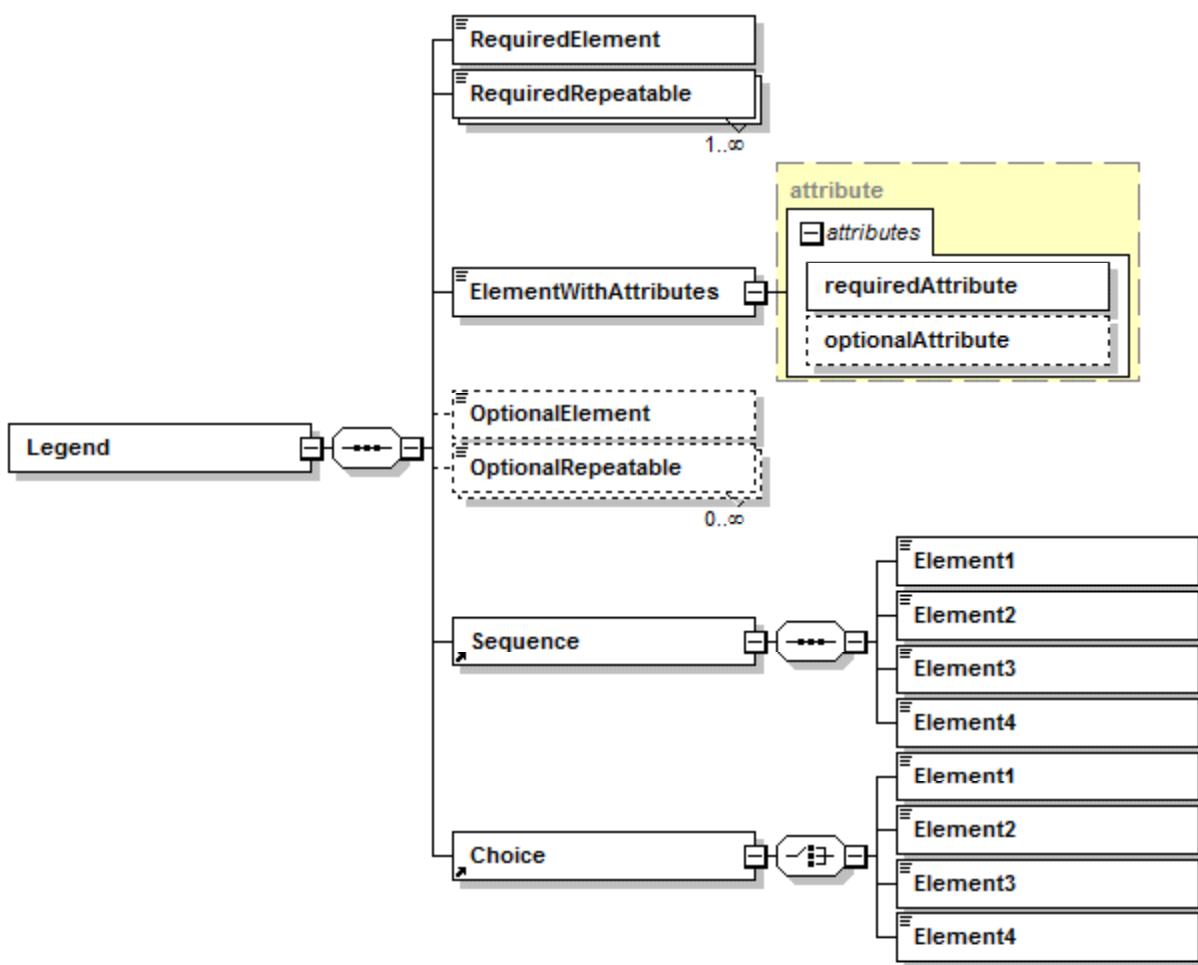 RequiredElement
RequiredRepeatable
1..∞
attribute
attributes
requiredAttribute
ElementWithAttributes
optionalAttribute
OptionalElement
Legend
OptionalRepeatable
0..∞
Element1
Element2
Sequence
Element3
Element4
Element1
Element2
Choice
Element3
Element4